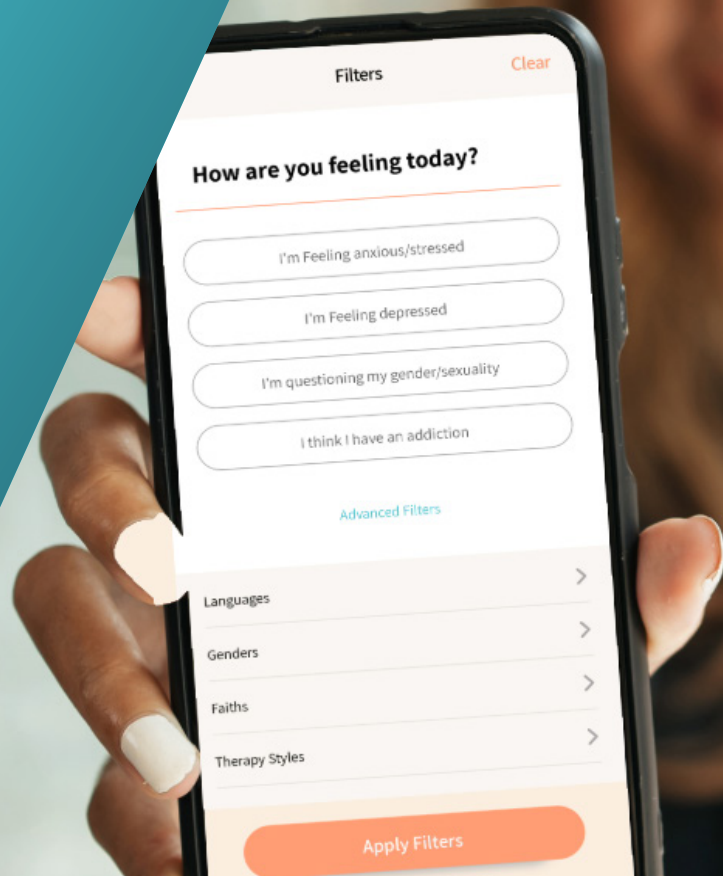 Filters
Clear
How are you feeling today?
I'm Feeling anxious/stressed
I'm Feeling depressed
I'm questioning my gender/sexuality
I think I have an addiction
Advanced Filters
Languages
Genders
Faiths
Therapy Styles
Apply Filters